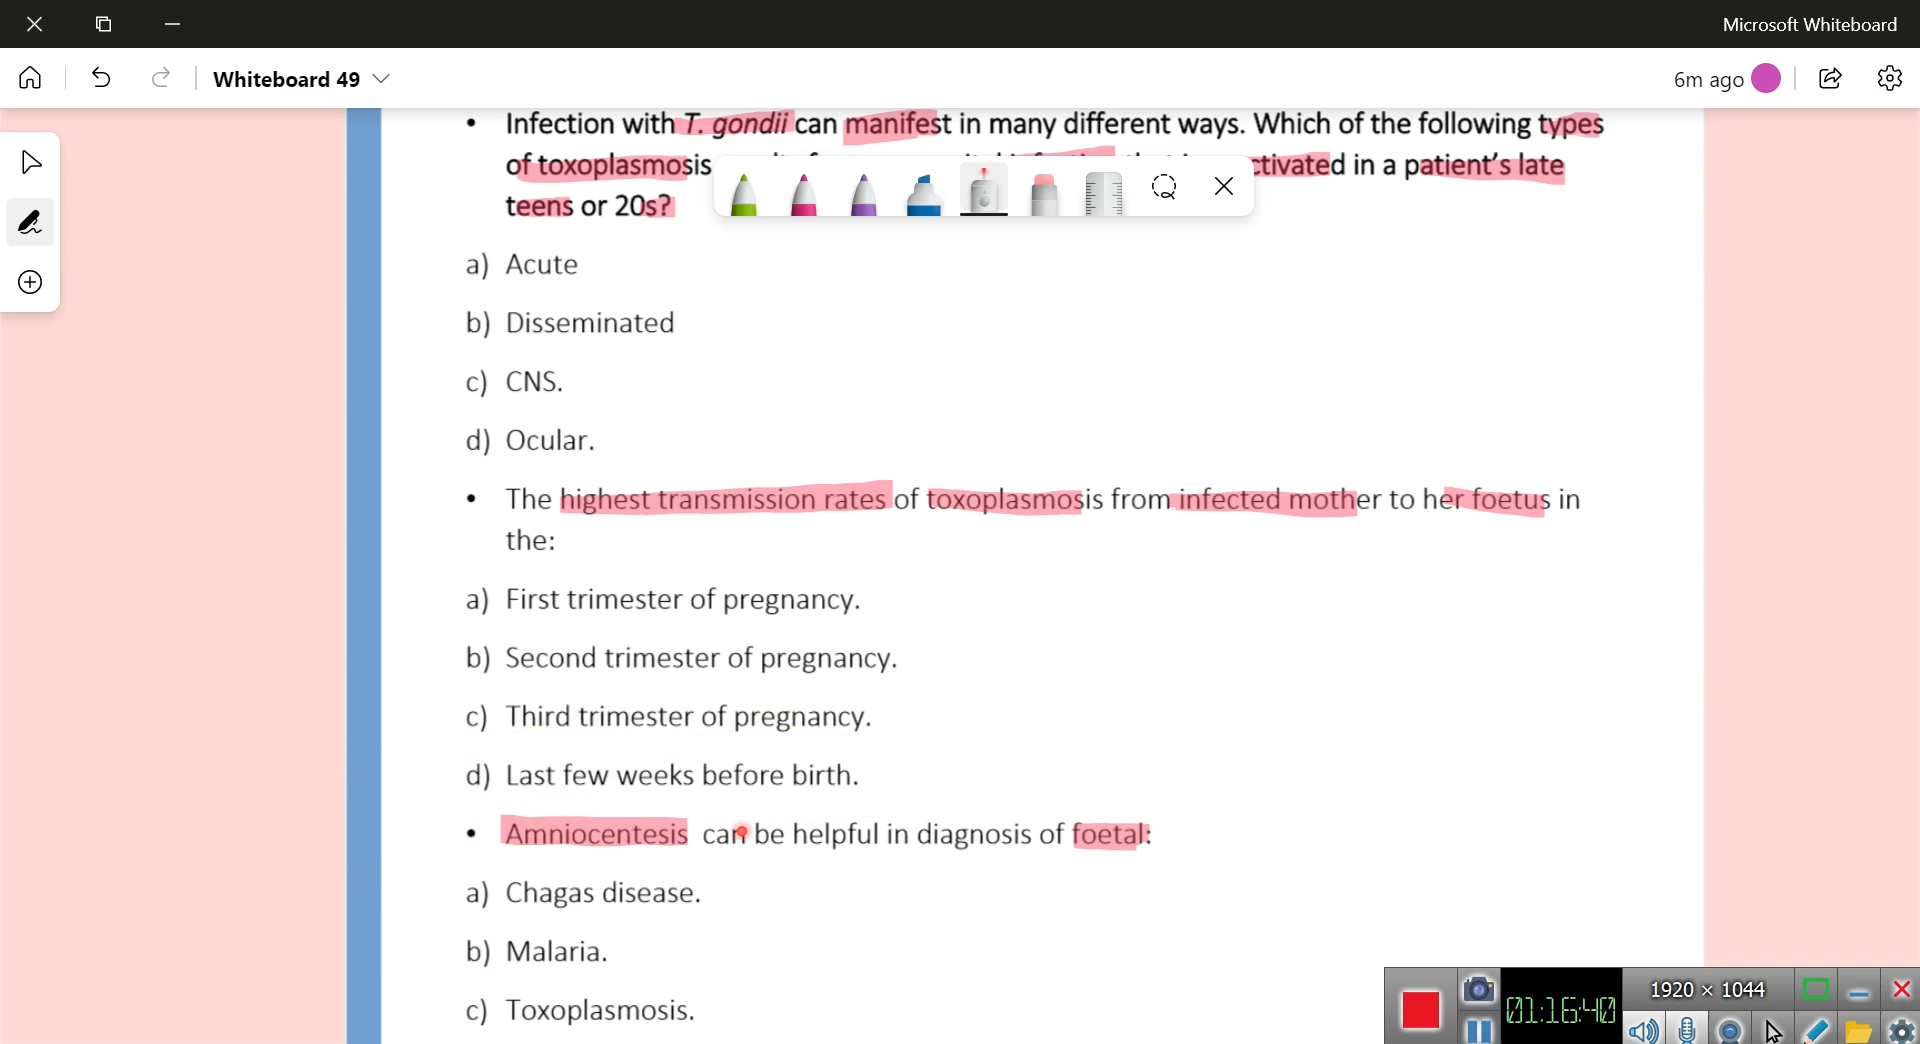 Microsoft Whiteboard
Whiteboard 49
6m ago
• Infection with T. gondii can manifest in many different ways. Which of the following types
of toxoplasmosis ctivated in a patient's late
teens or 20s?
a) Acute
b) Disseminated
c) CNS.
d) Ocular.
• The highest transmission rates of toxoplasmosis from infected mother to her foetus in
the:
a) First trimester of pregnancy.
b) Second trimester of pregnancy.
c) Third trimester of pregnancy.
d) Last few weeks before birth.
• Amniocentesis can be helpful in diagnosis of foetal:
a) Chagas disease.
b) Malaria.
c) Toxoplasmosis.
1920 × 1044
01:16:40